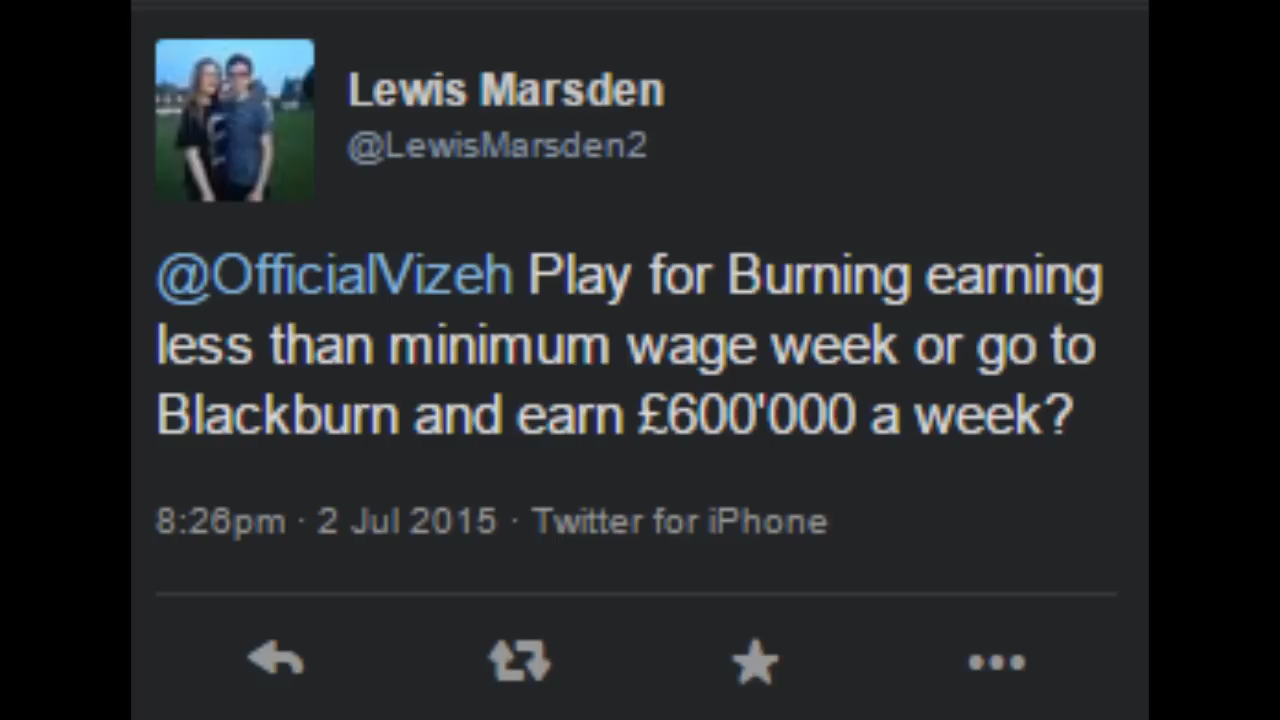 Lewis Marsden
@LewisMarsden2
@OfficialVizeh Play for Burning earning
less than minimum wage week or go to
Blackburn and earn £600'000 a week?
8:26pm · 2 Jul 2015 · Twitter for iPhone